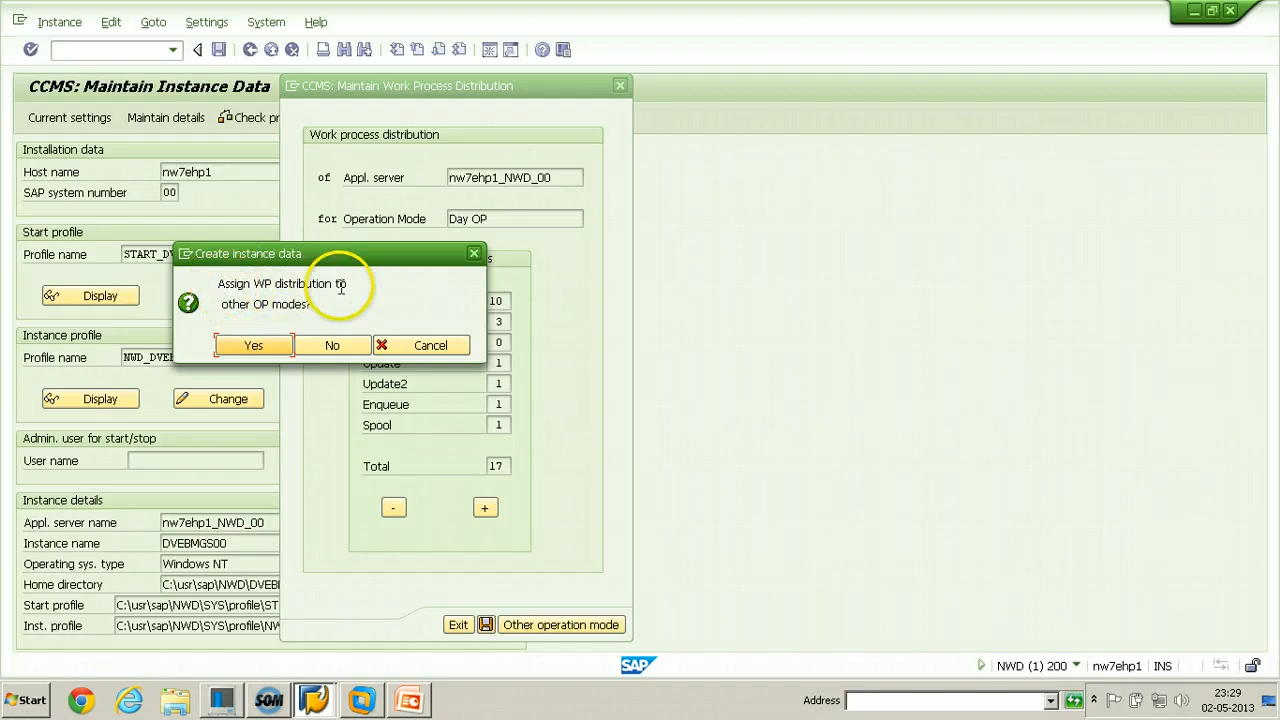 Instance Edit Goto Settings System Help
CCMS: Maintain Instance Data
Current settings Maintain details Check pr
Installation data
Host name nw7ehp1
SAP system number 00
Start profile
Profile name START_DV
Display
Instance profile
Profile name NWD_DVEB
Display Change
Admin. user for start/stop
User name
Instance details
Appl. server name nw7ehp1_NWD_00
Instance name DVEBMGS00
Operating sys. type Windows NT
Home directory C:\usr\sap\NWD\DVEB
Start profile C:\usr\sap\NWD\SYS\profile\ST
Inst. profile C:\usr\sap\NWD\SYS\profile\NW
CCMS: Maintain Work Process Distribution
Work process distribution
of Appl. server nw7ehp1_NWD_00
for Operation Mode Day OP
s
10
3
0
Update 1
Update2 1
Enqueue 1
Spool 1
Total 17
- +
Exit Other operation mode
Create instance data
Assign WP distribution to
other OP modes?
Yes No Cancel
SAP NWD (1) 200 nw7ehp1 INS
Start SOM Address 23:29
02-05-2013